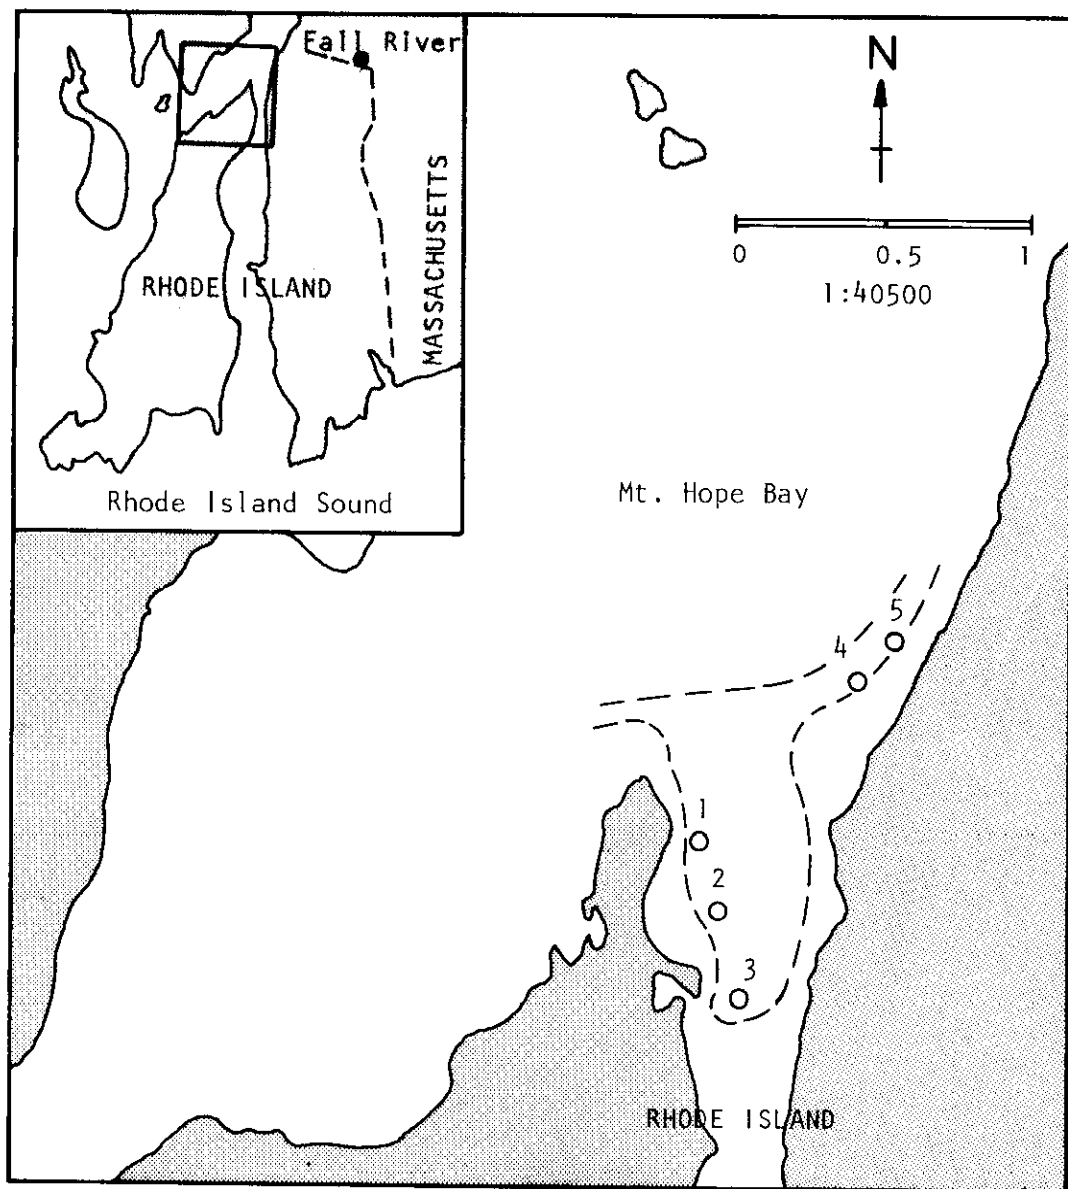 Fall River
MASSACHUSETTS
RHODE ISLAND
Rhode Island Sound
N
0 0.5 1
1:40500
Mt. Hope Bay
5
4
1
2
3
RHODE ISLAND